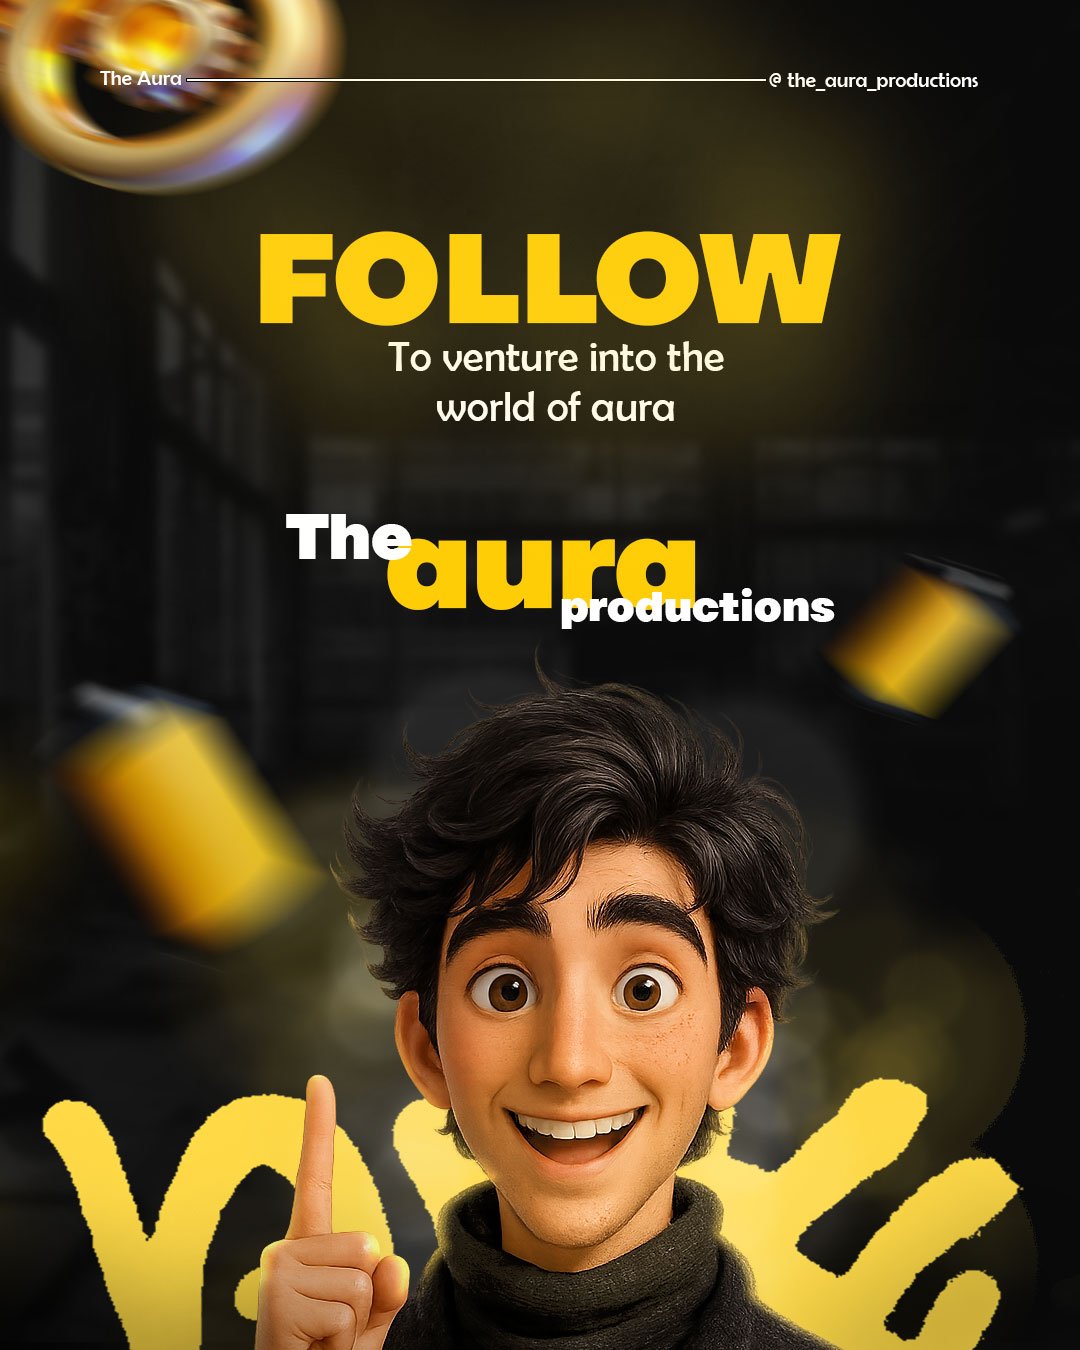 The Aura @ the_aura_productions
FOLLOW
To venture into the
world of aura
The
aura
productions